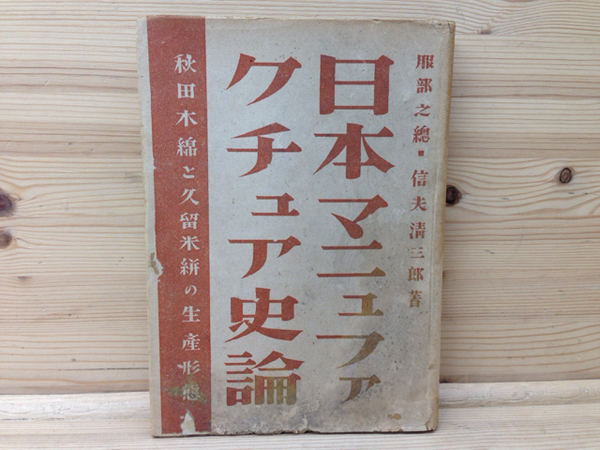 服部之總・信夫清三郎著
日本マニュファ
クチュア史論
秋田木綿と久留米絣の生産形態